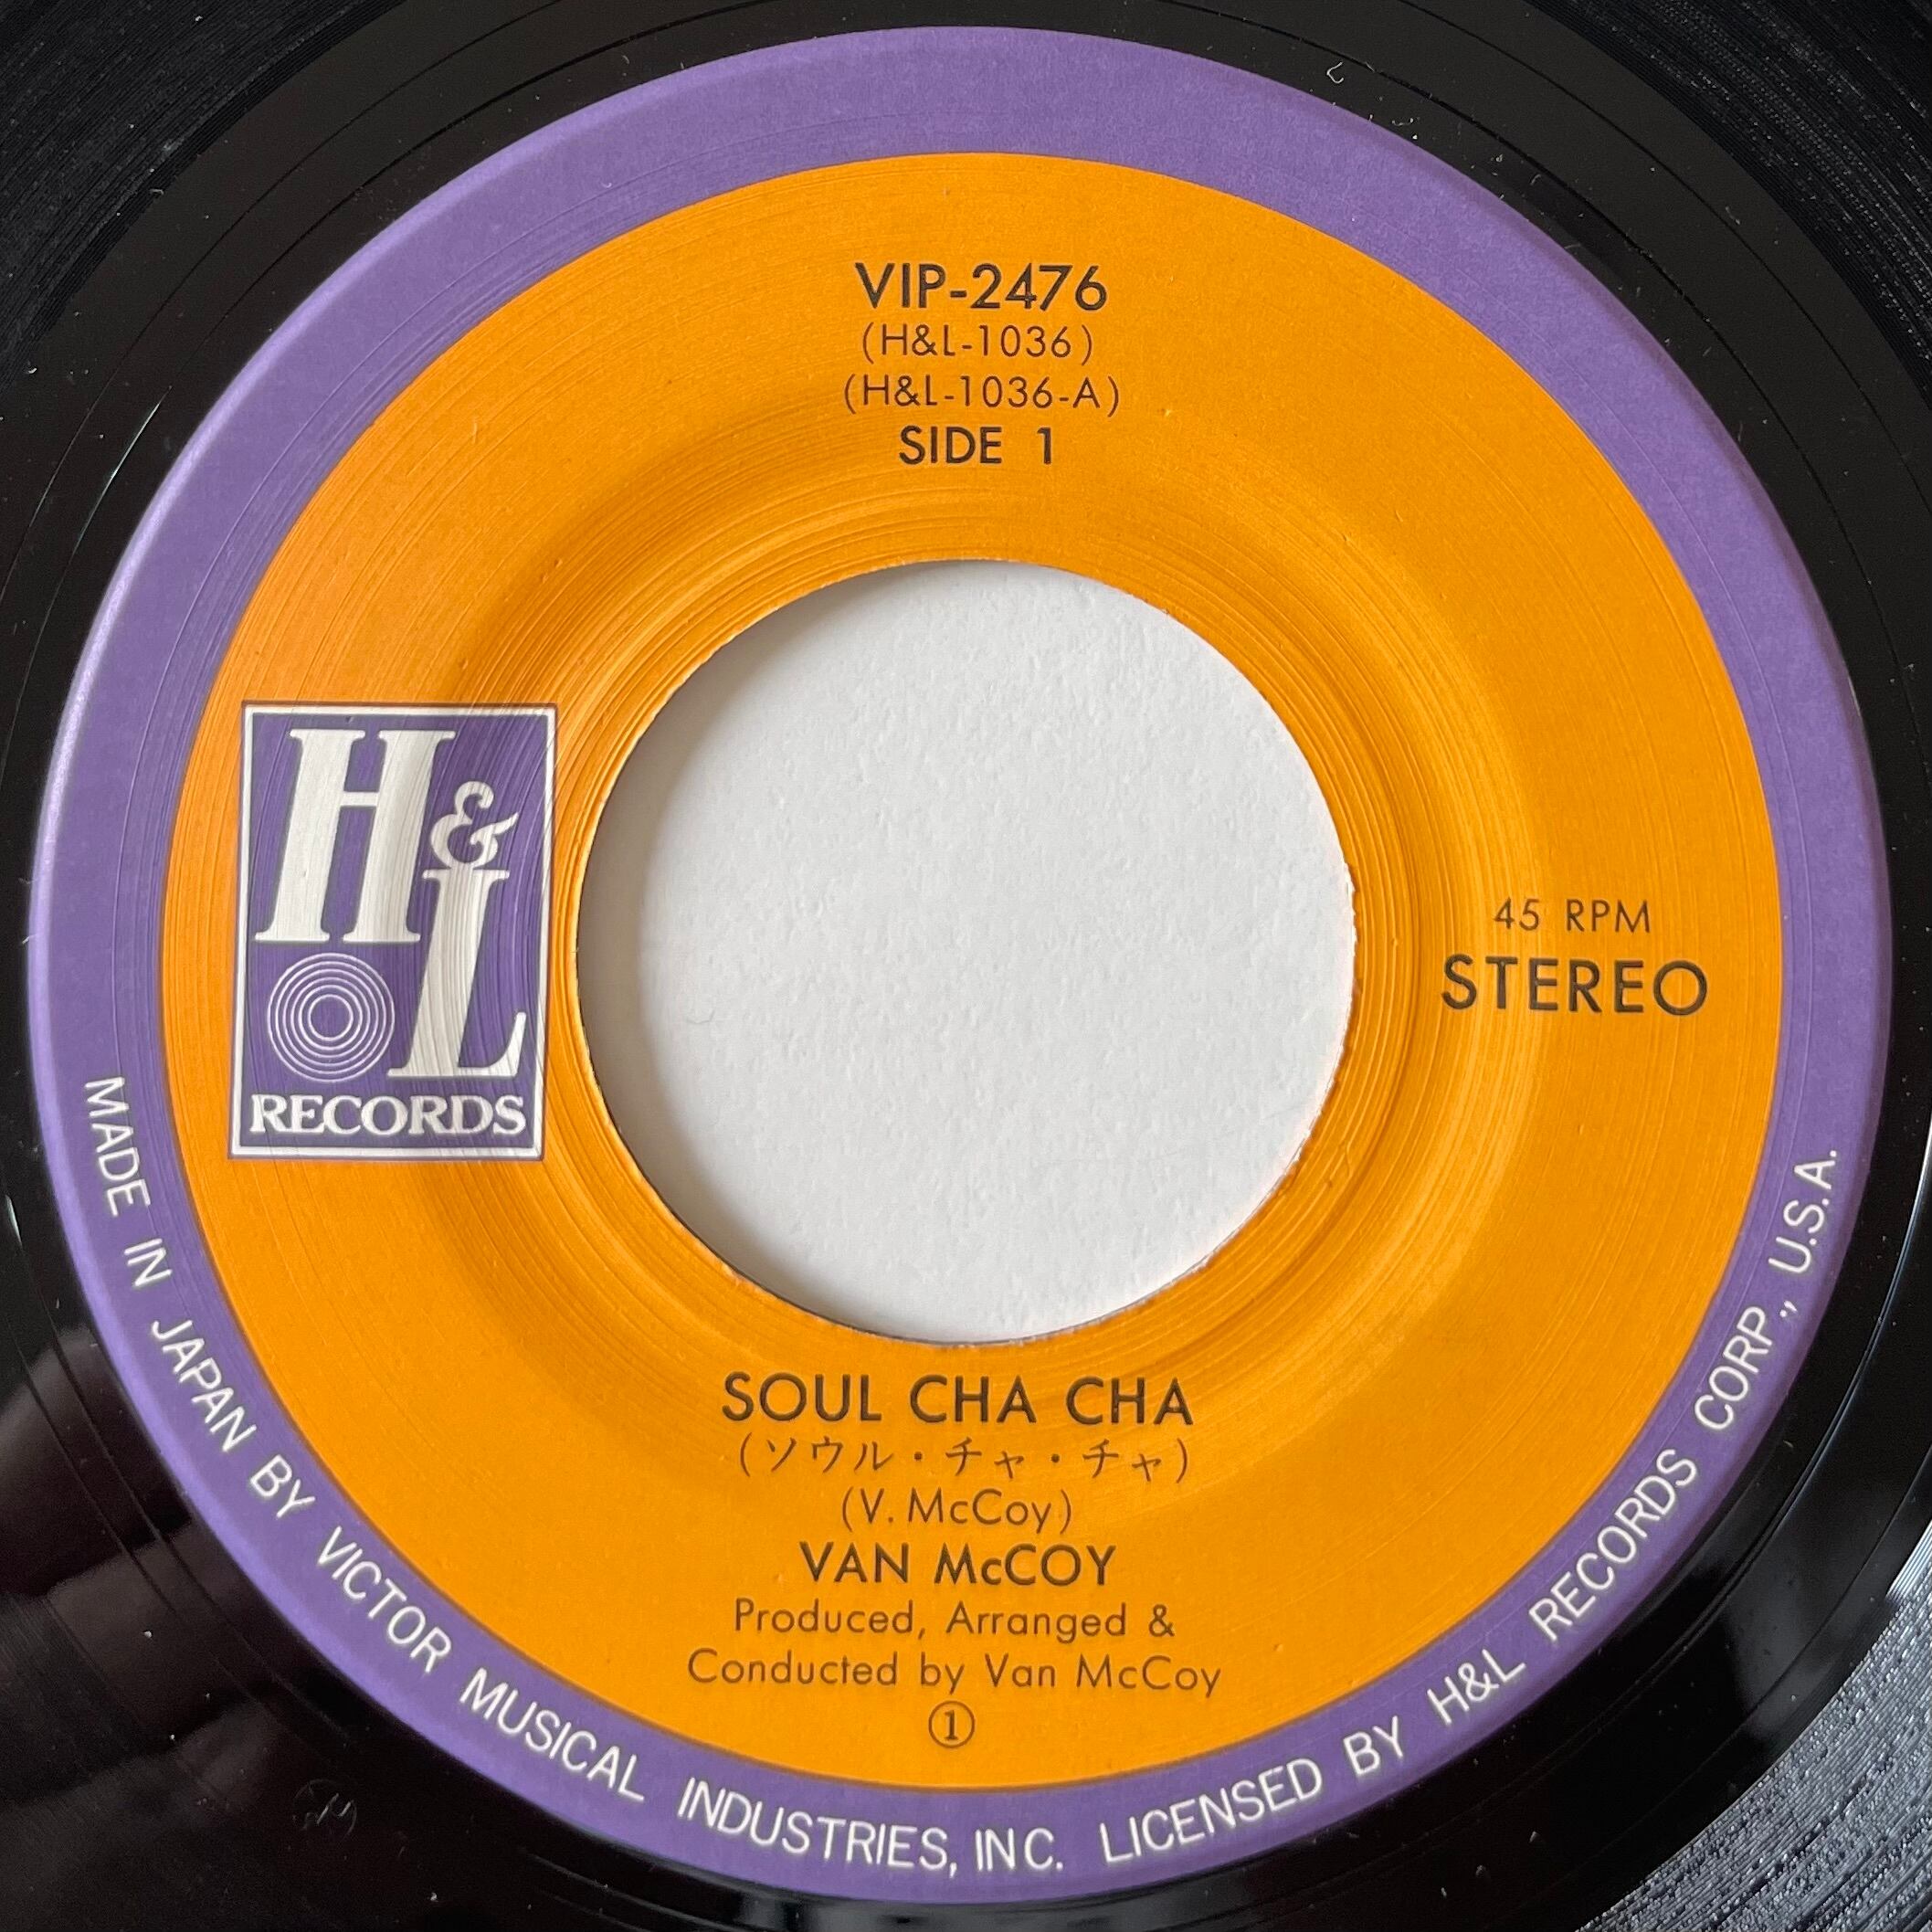 VIP-2476
(H&L-1036)
(H&L-1036-A)
SIDE 1
H&L
RECORDS
45 RPM
STEREO
SOUL CHA CHA
(ソウル・チャ・チャ)
(V. McCoy)
VAN McCOY
Produced, Arranged &
Conducted by Van McCoy
①
MADE IN JAPAN BY VICTOR MUSICAL INDUSTRIES, INC. LICENSED BY H&L RECORDS CORP., U.S.A.